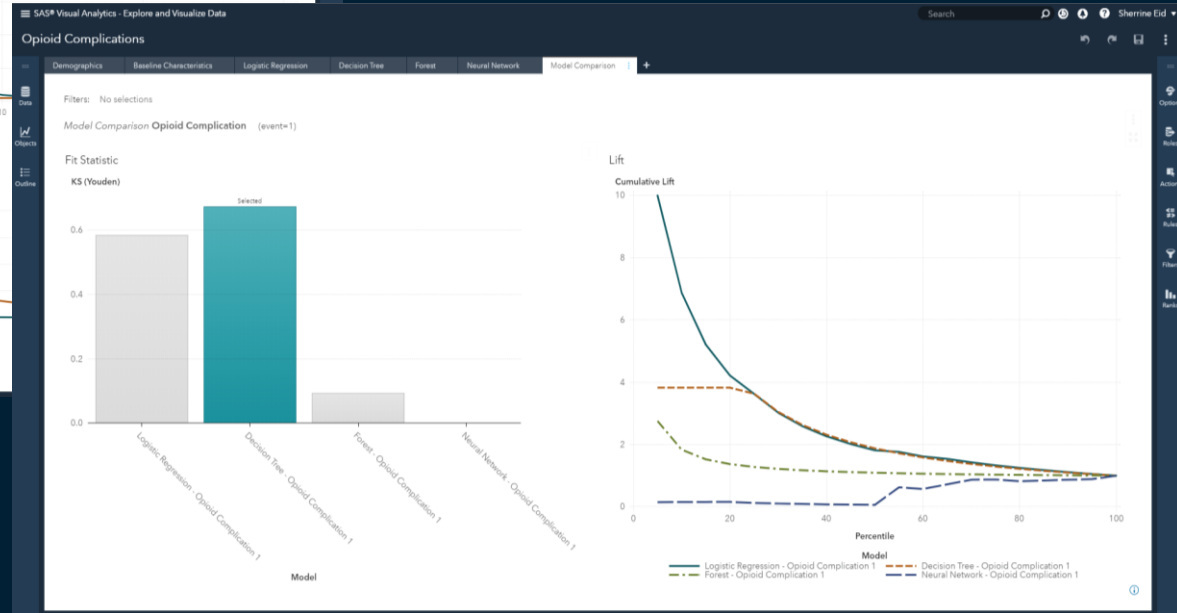 SAS® Visual Analytics - Explore and Visualize Data
Search
Sherrine Eid
Opioid Complications
Demographics
Baseline Characteristics
Logistic Regression
Decision Tree
Forest
Neural Network
Model Comparison
+
Data
Objects
Outline
Filters: No selections
Model Comparison Opioid Complication (event=1)
Fit Statistic
KS (Youden)
Selected
0.6
0.4
0.2
0.0
Logistic Regression - Opioid Complication 1
Decision Tree - Opioid Complication 1
Forest - Opioid Complication 1
Neural Network - Opioid Complication 1
Model
Lift
Cumulative Lift
10
8
6
4
2
0
0 20 40 60 80 100
Percentile
Model
Logistic Regression - Opioid Complication 1
Decision Tree - Opioid Complication 1
Forest - Opioid Complication 1
Neural Network - Opioid Complication 1